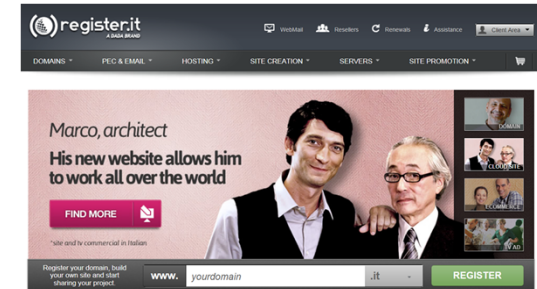 register.it
A DADA BRAND
WebMail
Resellers
Renewals
Assistance
Client Area
DOMAINS
PEC & EMAIL
HOSTING
SITE CREATION
SERVERS
SITE PROMOTION
Marco, architect
His new website allows him
to work all over the world
FIND MORE
*site and tv commercial in Italian
DOMAIN
CLOUD SITE
ECOMMERCE
V AD
Register your domain, build
your own site and start
sharing your project.
www.
yourdomain
.it
REGISTER